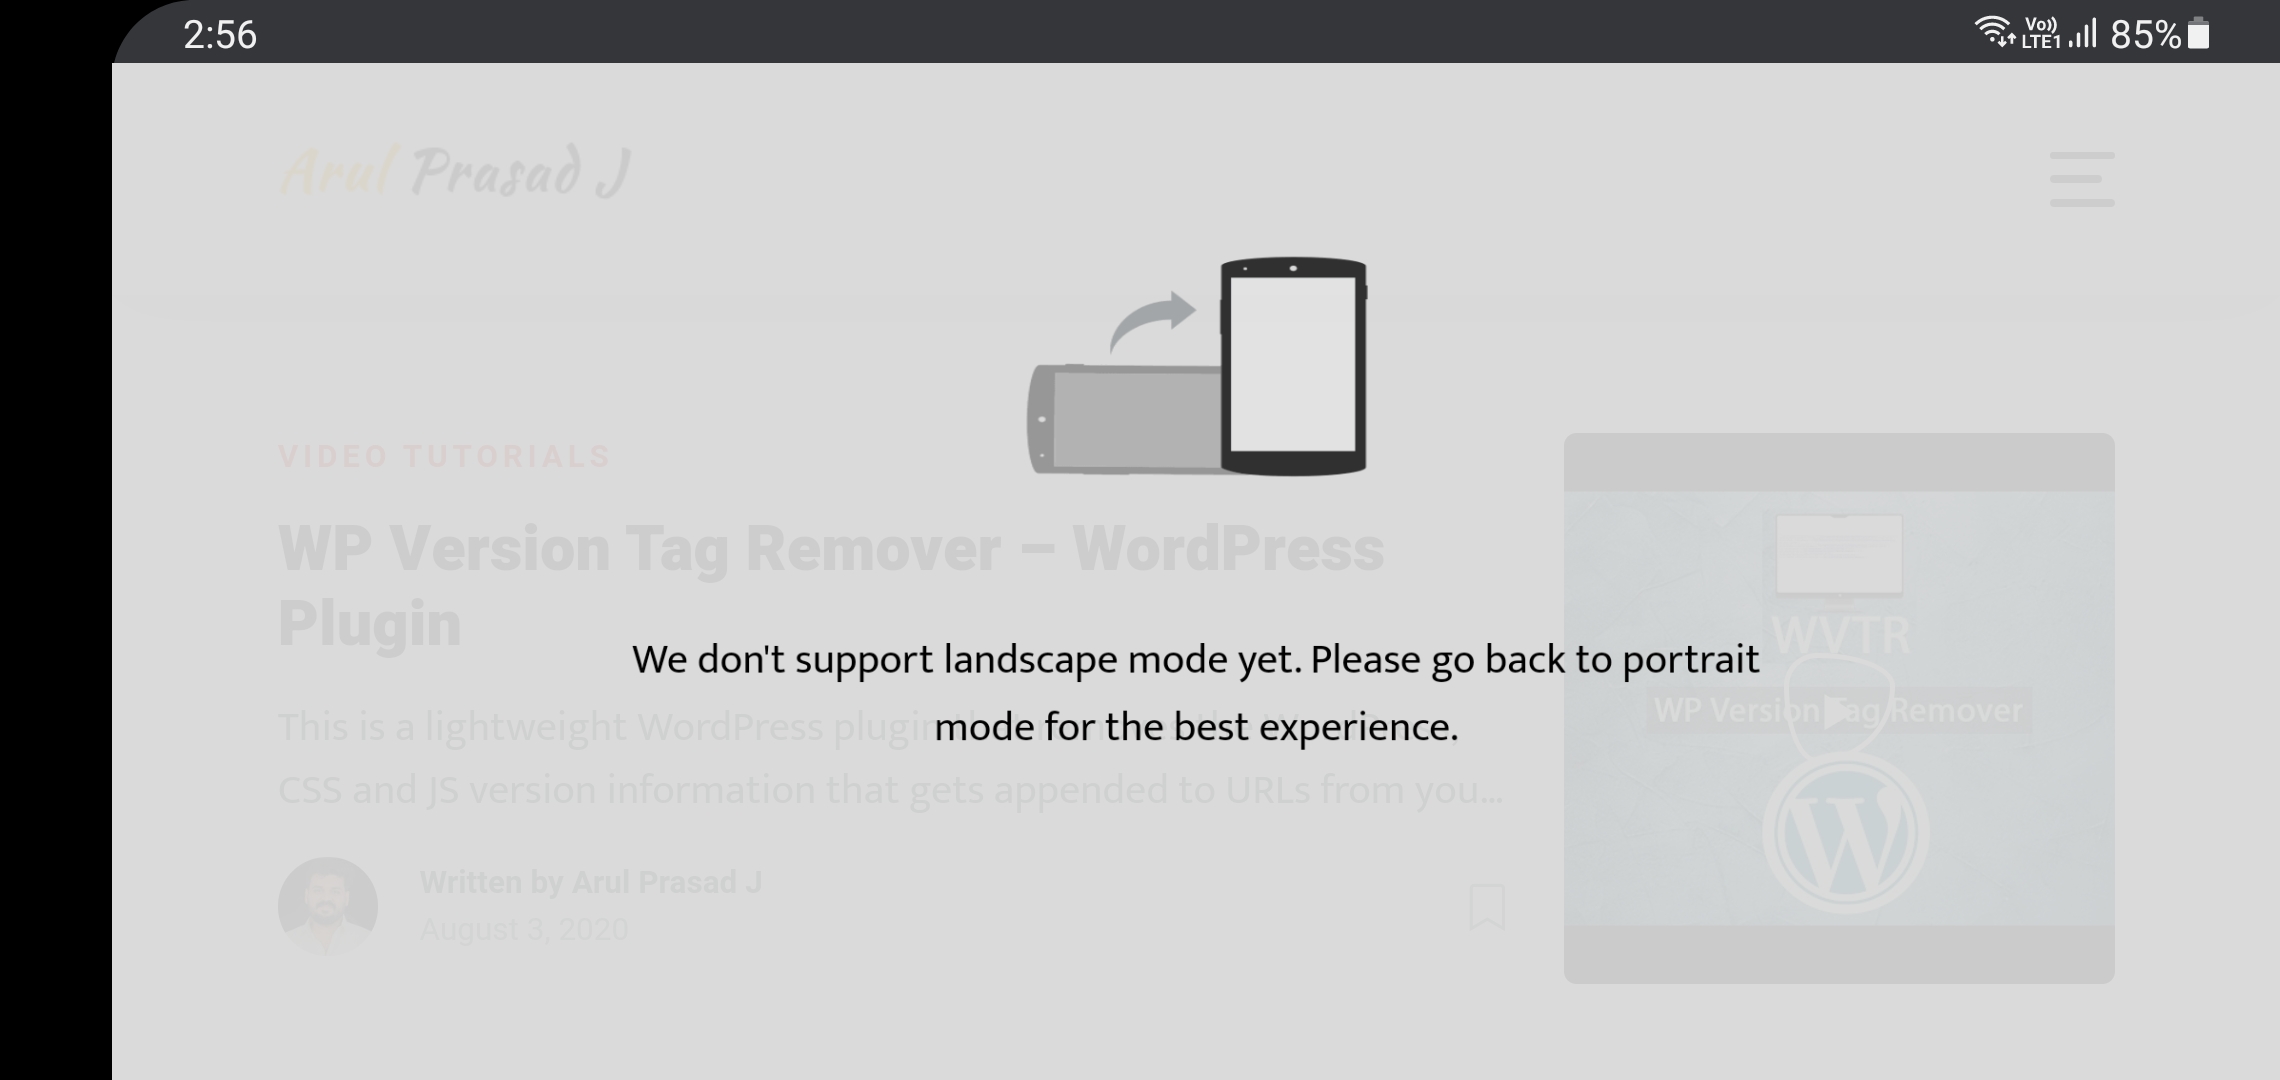 2:56
Vo))
LTE1
85%
Arul Prasad J
VIDEO TUTORIALS
WP Version Tag Remover – WordPress
Plugin
We don't support landscape mode yet. Please go back to portrait
mode for the best experience.
This is a lightweight WordPress plugin
CSS and JS version information that gets appended to URLs from you...
Written by Arul Prasad J
August 3, 2020
WVTR
WP Version Tag Remover
W